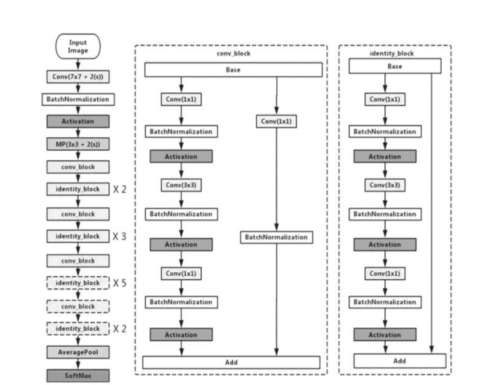 Input
Image
Conv(7x7 + 2(s))
BatchNormalization
Activation
MP(3x3 + 2(s))
conv_block
identity_block X 2
conv_block
identity_block X 3
conv_block
identity_block X 5
conv_block
identity_block X 2
AveragePool
SoftMax
conv_block
Base
Conv(1x1)
BatchNormalization
Activation
Conv(3x3)
BatchNormalization
Activation
Conv(1x1)
BatchNormalization
Activation
Conv(1x1)
BatchNormalization
Add
identity_block
Base
Conv(1x1)
BatchNormalization
Activation
Conv(3x3)
BatchNormalization
Activation
Conv(1x1)
BatchNormalization
Activation
Add